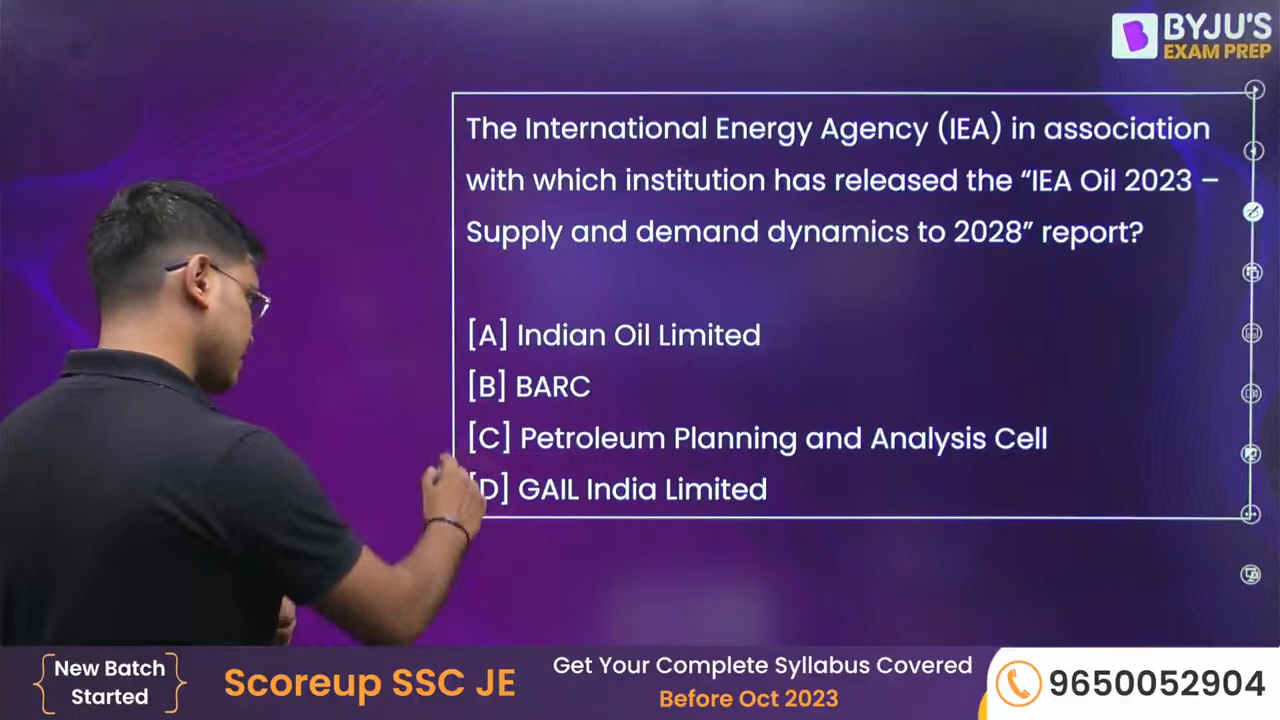 BYJU'S
EXAM PREP
The International Energy Agency (IEA) in association
with which institution has released the “IEA Oil 2023 –
Supply and demand dynamics to 2028” report?
[A] Indian Oil Limited
[B] BARC
[C] Petroleum Planning and Analysis Cell
[D] GAIL India Limited
New Batch
Started
Scoreup SSC JE
Get Your Complete Syllabus Covered
Before Oct 2023
9650052904